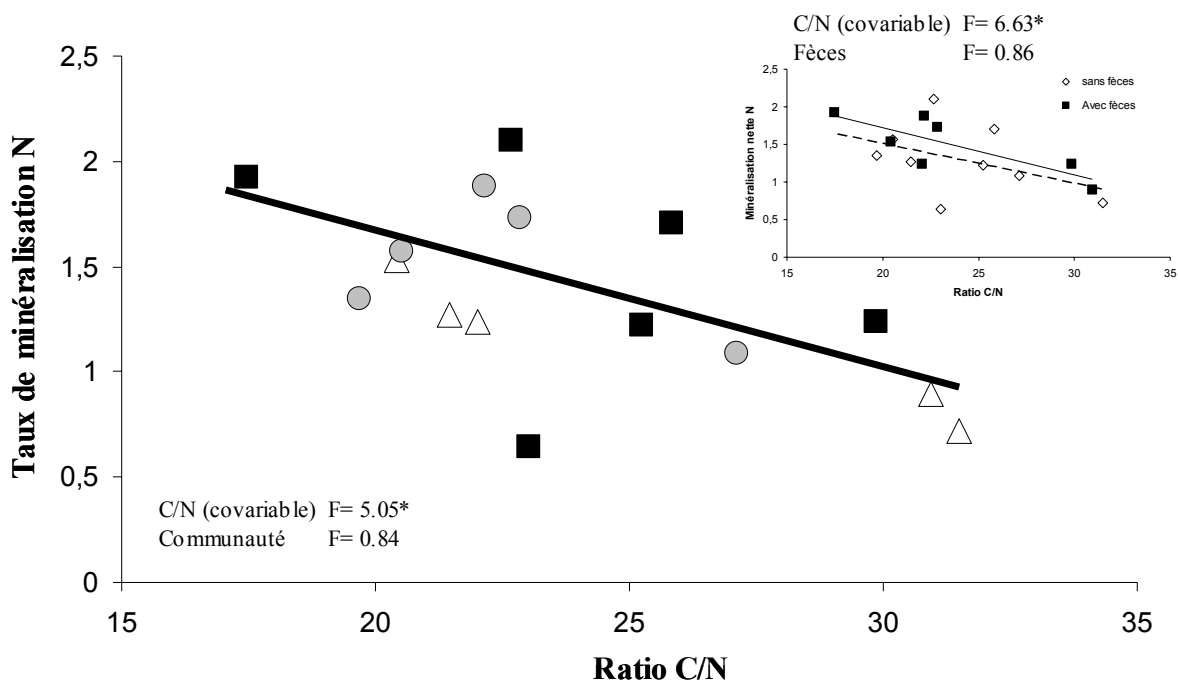 C/N (covariable) F= 6.63*
Fèces F= 0.86
2,5
2
1,5
1
0,5
0
Minéralisation nette N
sans fèces
Avec fèces
15 20 25 30 35
Ratio C/N
2,5
2
1,5
1
0,5
0
Taux de minéralisation N
C/N (covariable) F= 5.05*
Communauté F= 0.84
15 20 25 30 35
Ratio C/N